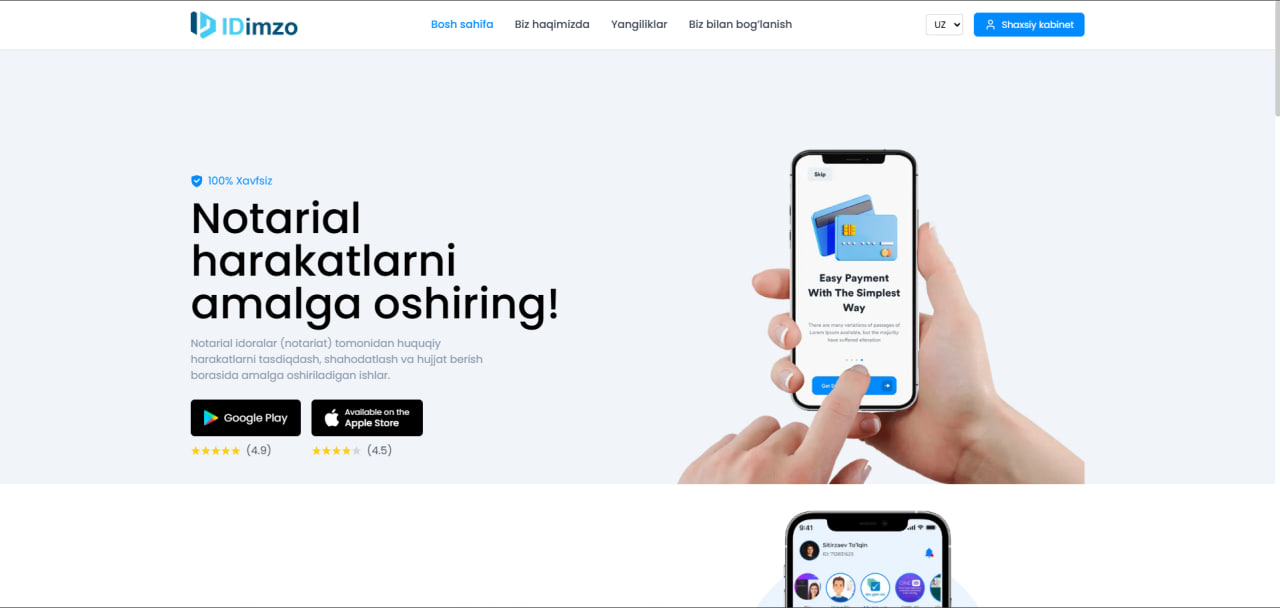 IDimzo
Bosh sahifa
Biz haqimizda
Yangiliklar
Biz bilan bog‘lanish
UZ
Shaxsiy kabinet
100% Xavfsiz
Notarial
harakatlarni
amalga oshiring!
Notarial idoralar (notariat) tomonidan huquqiy
harakatlarni tasdiqdash, shahodatlash va hujjat berish
borasida amalga oshiriladigan ishlar.
Google Play
Available on the
Apple Store
(4.9)
(4.5)
Skip
Easy Payment
With The Simplest
Way
There are many variations of passages of
Lorem Ipsum available, but the majority
have suffered alteration
Get
9:41
Sitirzaev To‘lqin